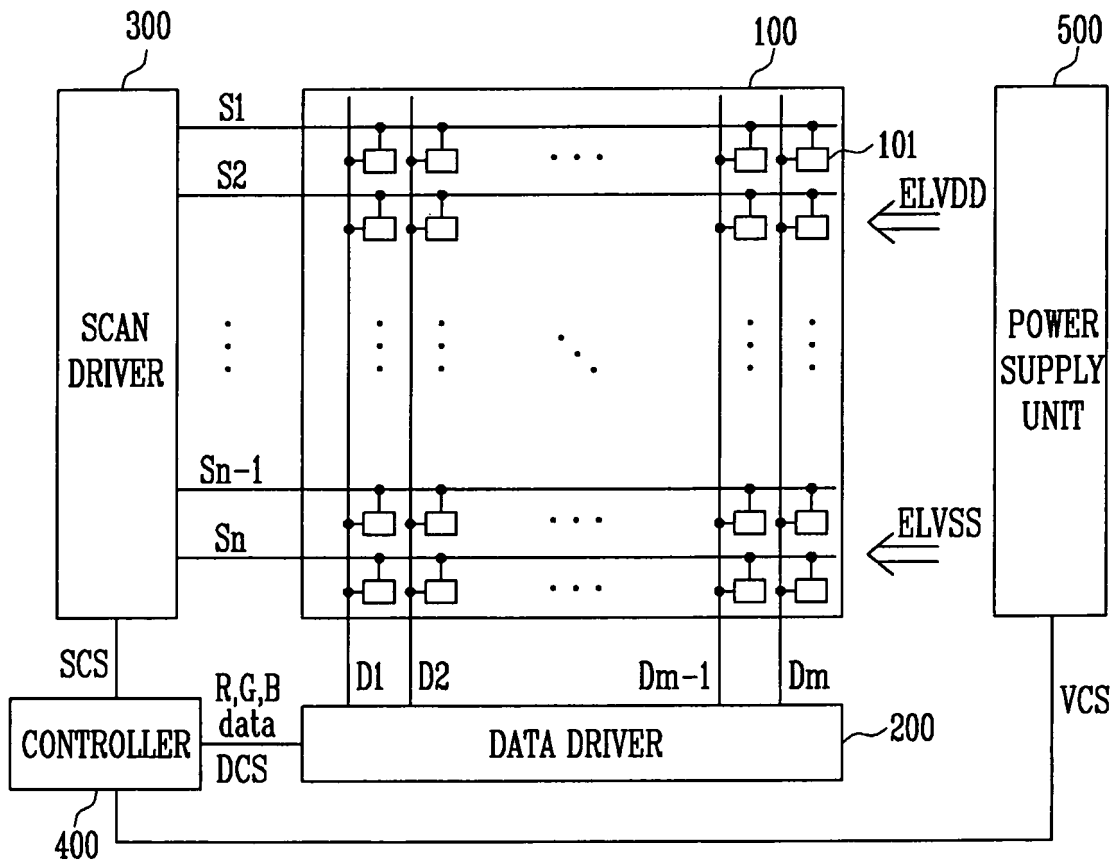 300
100
500
S1
101
S2
ELVDD
SCAN
DRIVER
POWER
SUPPLY
UNIT
Sn-1
Sn
ELVSS
SCS
D1
D2
Dm-1
Dm
VCS
R,G,B
data
CONTROLLER
DCS
DATA DRIVER
200
400